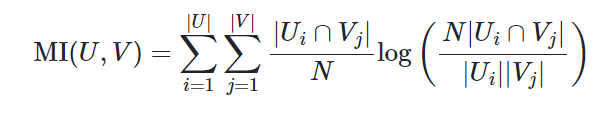 MI(U, V) = \sum_{i=1}^{|U|} \sum_{j=1}^{|V|} \frac{|U_i \cap V_j|}{N} \log \left( \frac{N|U_i \cap V_j|}{|U_i||V_j|} \right)